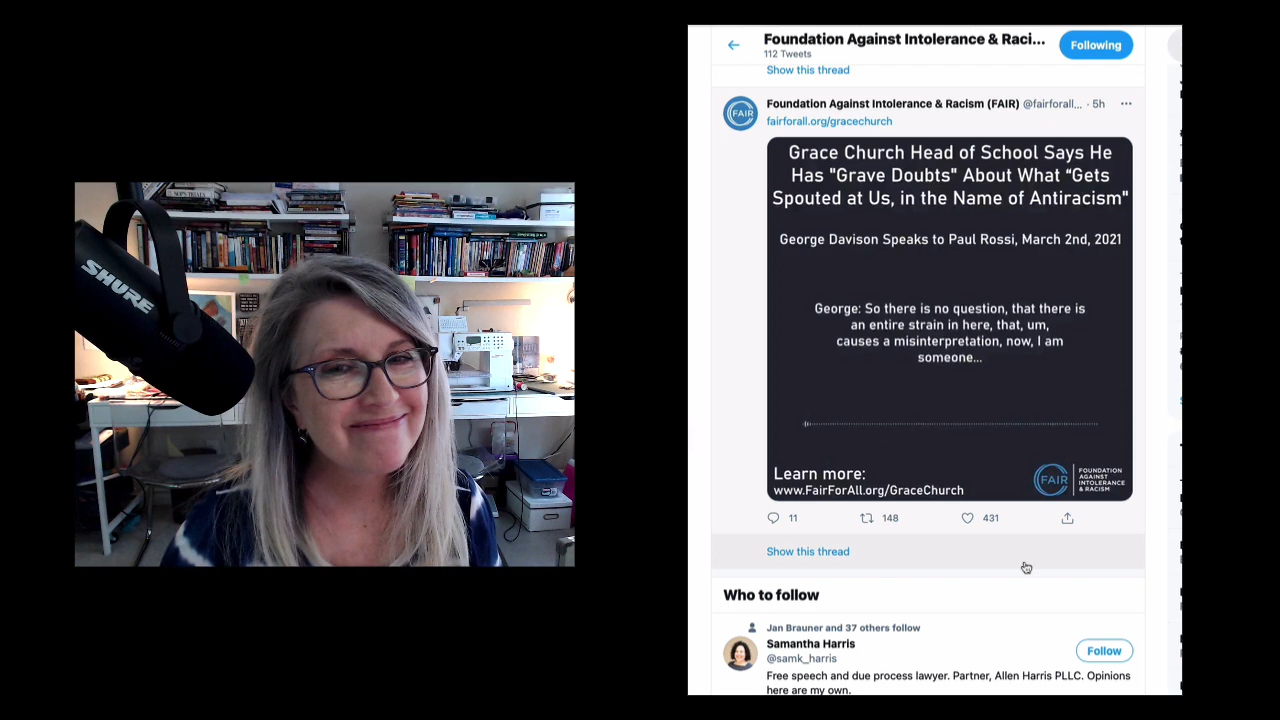 SHURE
←
Foundation Against Intolerance & Raci...
112 Tweets
Following
Show this thread
Foundation Against Intolerance & Racism (FAIR) @fairforall,.. · 5h ···
fairforall.org/gracechurch
Grace Church Head of School Says He
Has "Grave Doubts" About What “Gets
Spouted at Us, in the Name of Antiracism"
George Davison Speaks to Paul Rossi, March 2nd, 2021
George: So there is no question, that there is
an entire strain in here, that, um,
causes a misinterpretation, now, I am
someone...
Learn more:
www.FairForAll.org/GraceChurch
FAIR
FOUNDATION
AGAINST
INTOLERANCE
& RACISM
11
148
431
Show this thread
Who to follow
Jan Brauner and 37 others follow
Samantha Harris
@samk_harris
Follow
Free speech and due process lawyer. Partner, Allen Harris PLLC. Opinions
here are my own.